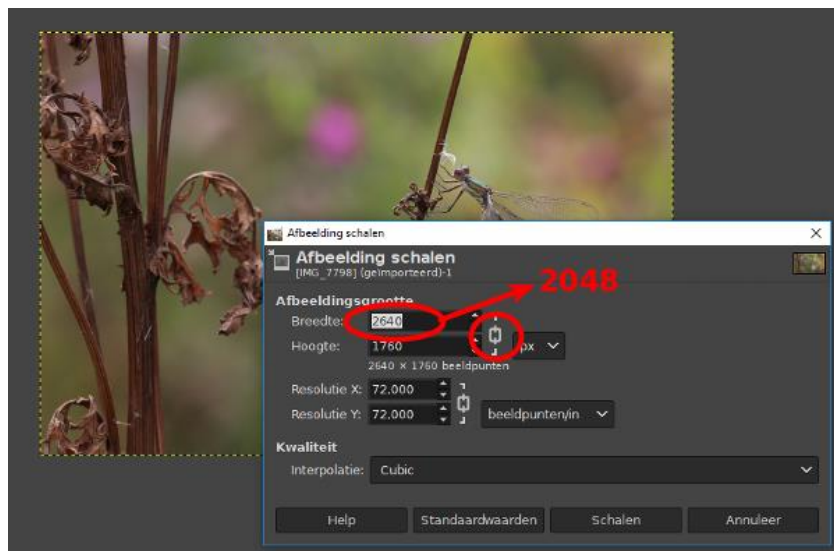 Afbeelding schalen
Afbeelding schalen
[IMG_7798] (geïmporteerd)-1
2048
Afbeeldingsgrootte
Breedte: 2640
Hoogte: 1760 px
2640 × 1760 beeldpunten
Resolutie X: 72.000
Resolutie Y: 72.000 beeldpunten/in
Kwaliteit
Interpolatie: Cubic
Help Standaardwaarden Schalen Annuleer